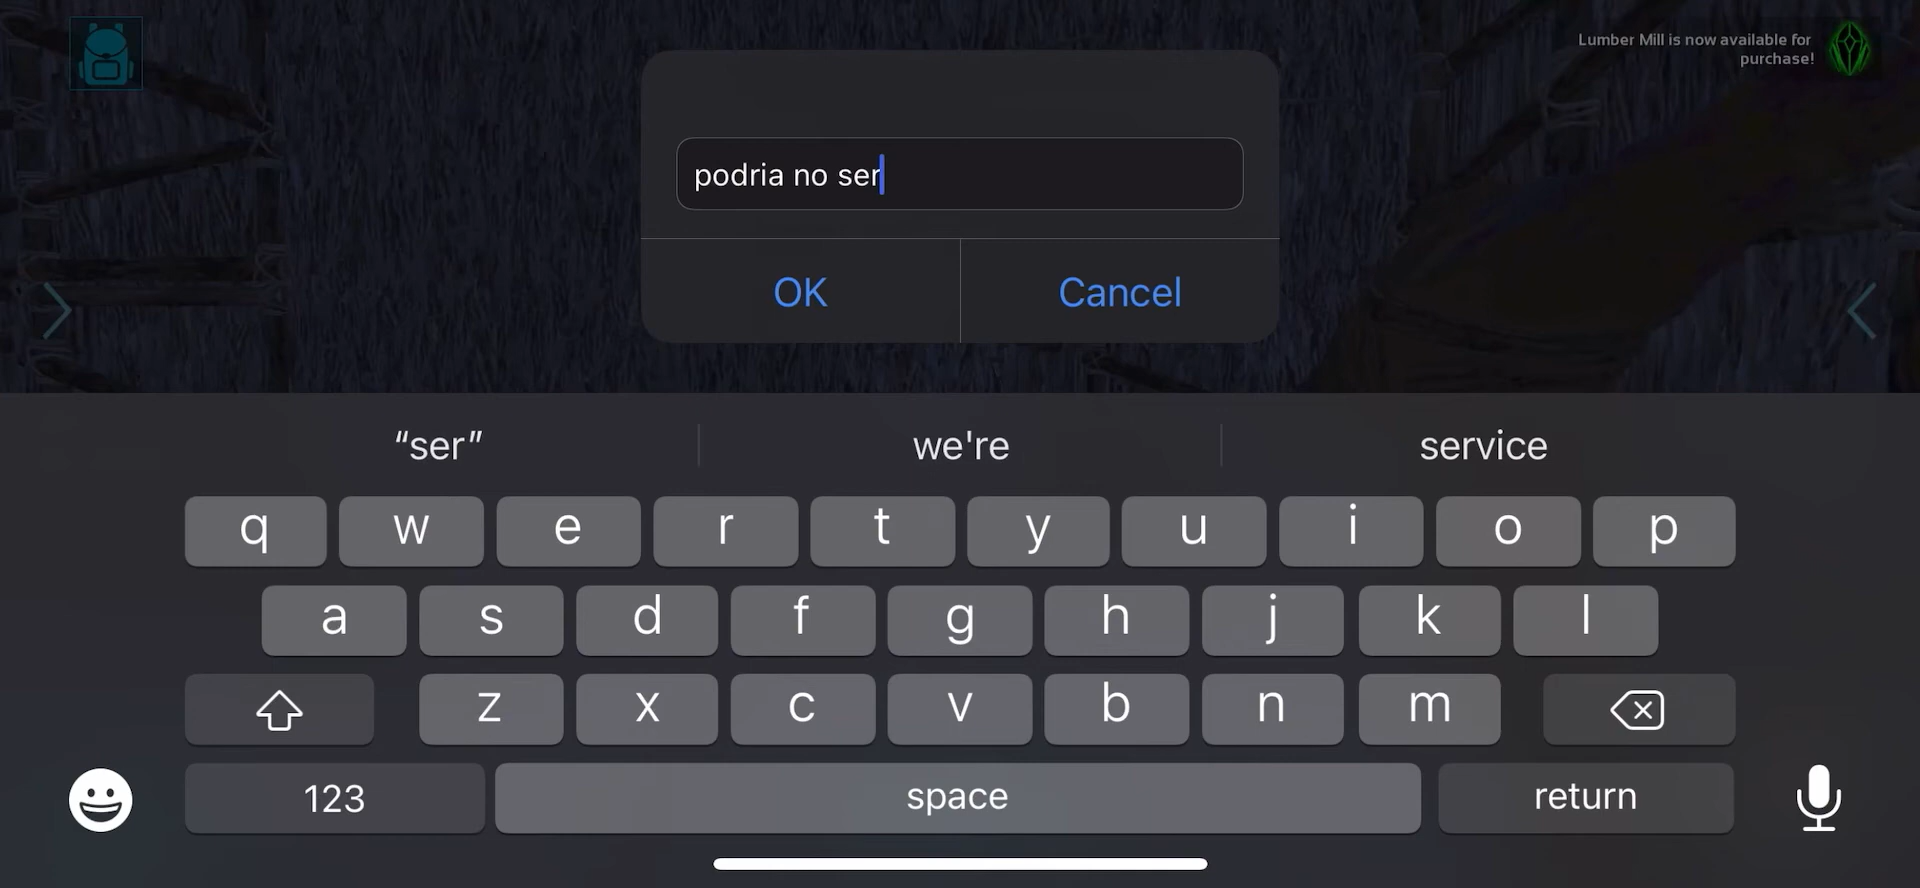 Lumber Mill is now available for
purchase!
podria no ser
OK Cancel
“ser” we're service
q w e r t y u i o p
a s d f g h j k l
z x c v b n m
123 space return